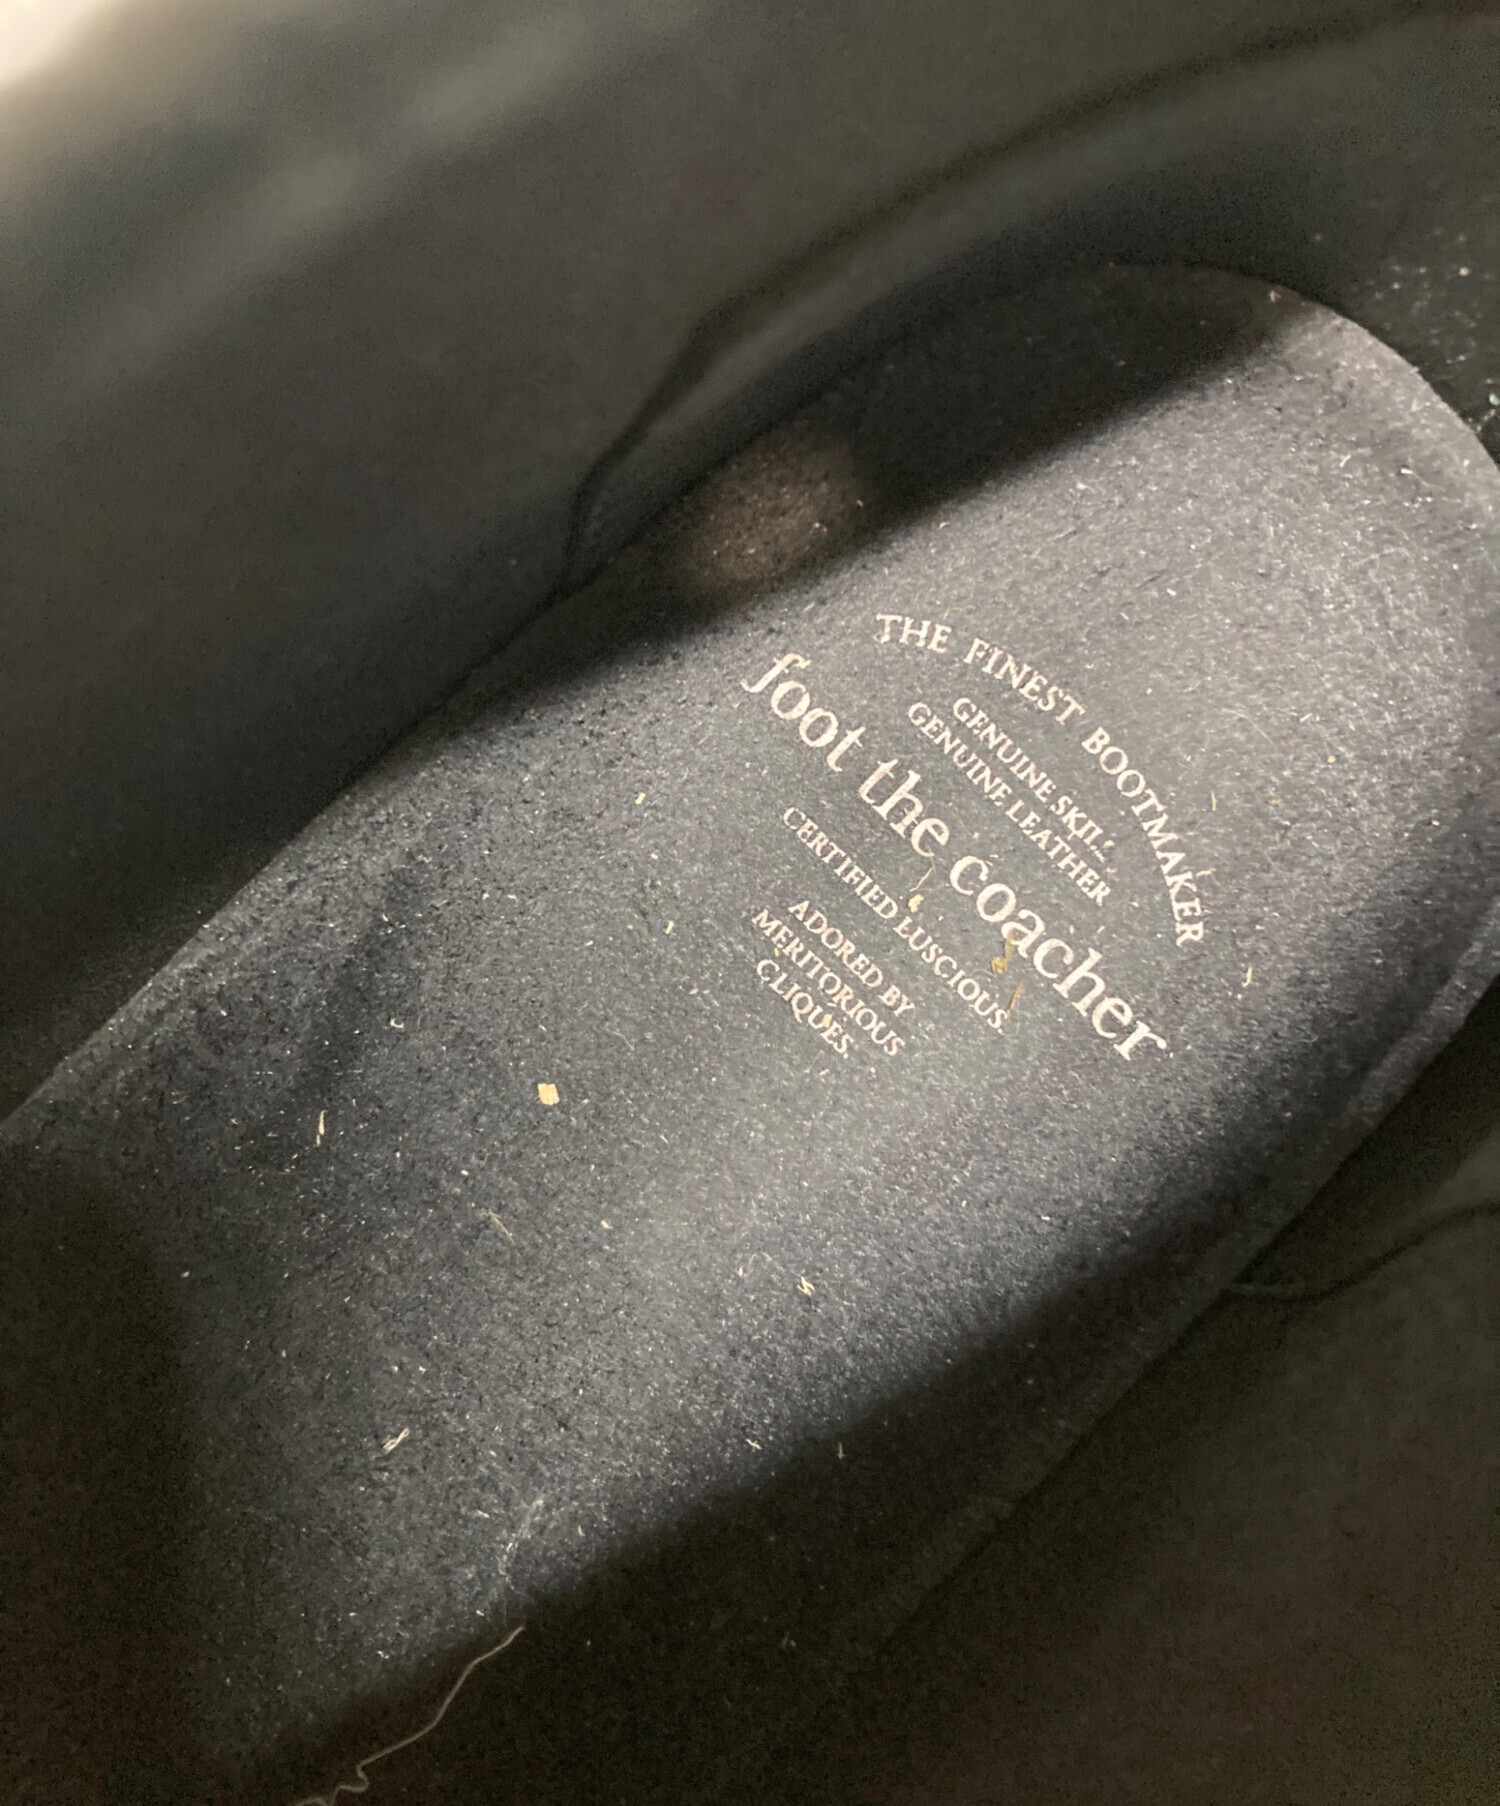 THE FINEST BOOTMAKER
GENUINE SKILL
GENUINE LEATHER
foot the coacher
CERTIFIED LUSCIOUS.
ADORED BY
MERITORIOUS
CLIQUES.